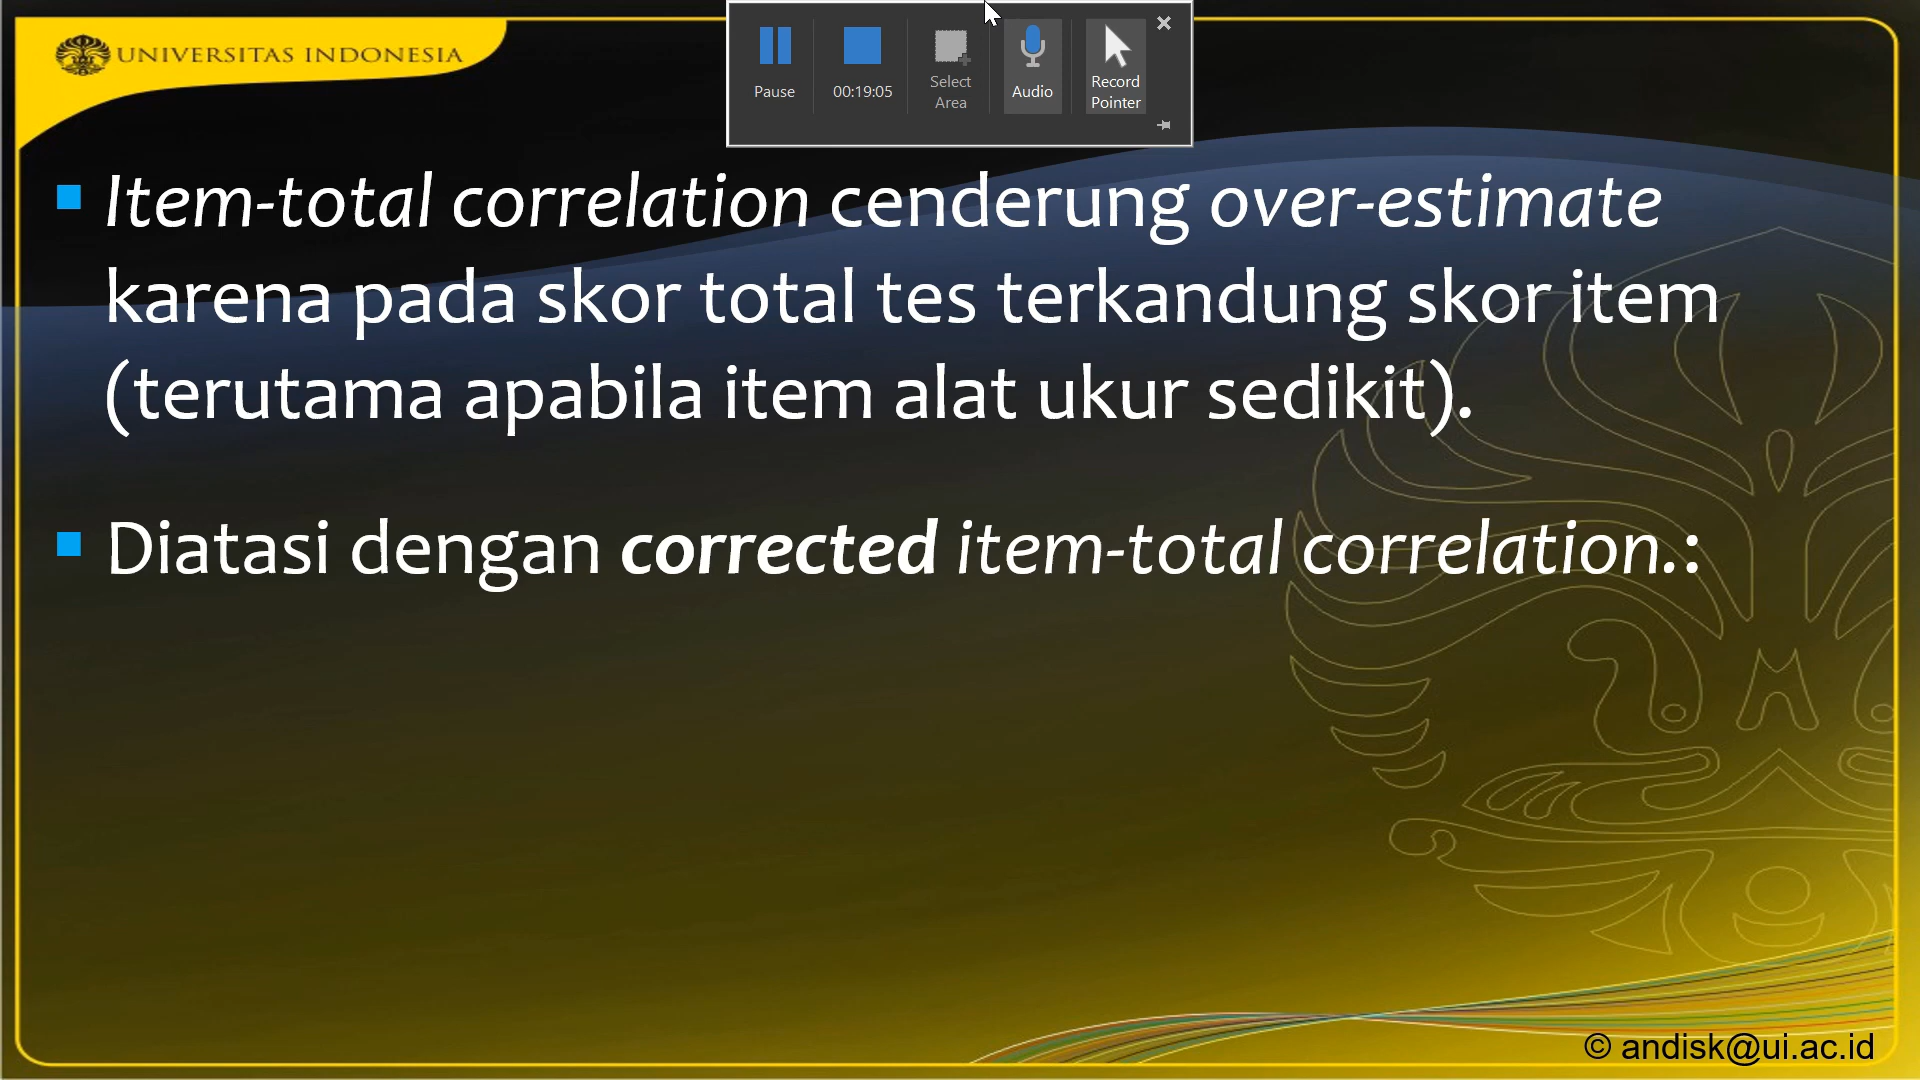 UNIVERSITAS INDONESIA
Pause
00:19:05
Select
Area
Audio
Record
Pointer
Item-total correlation cenderung over-estimate
karena pada skor total tes terkandung skor item
(terutama apabila item alat ukur sedikit).
Diatasi dengan corrected item-total correlation.:
© andisk@ui.ac.id